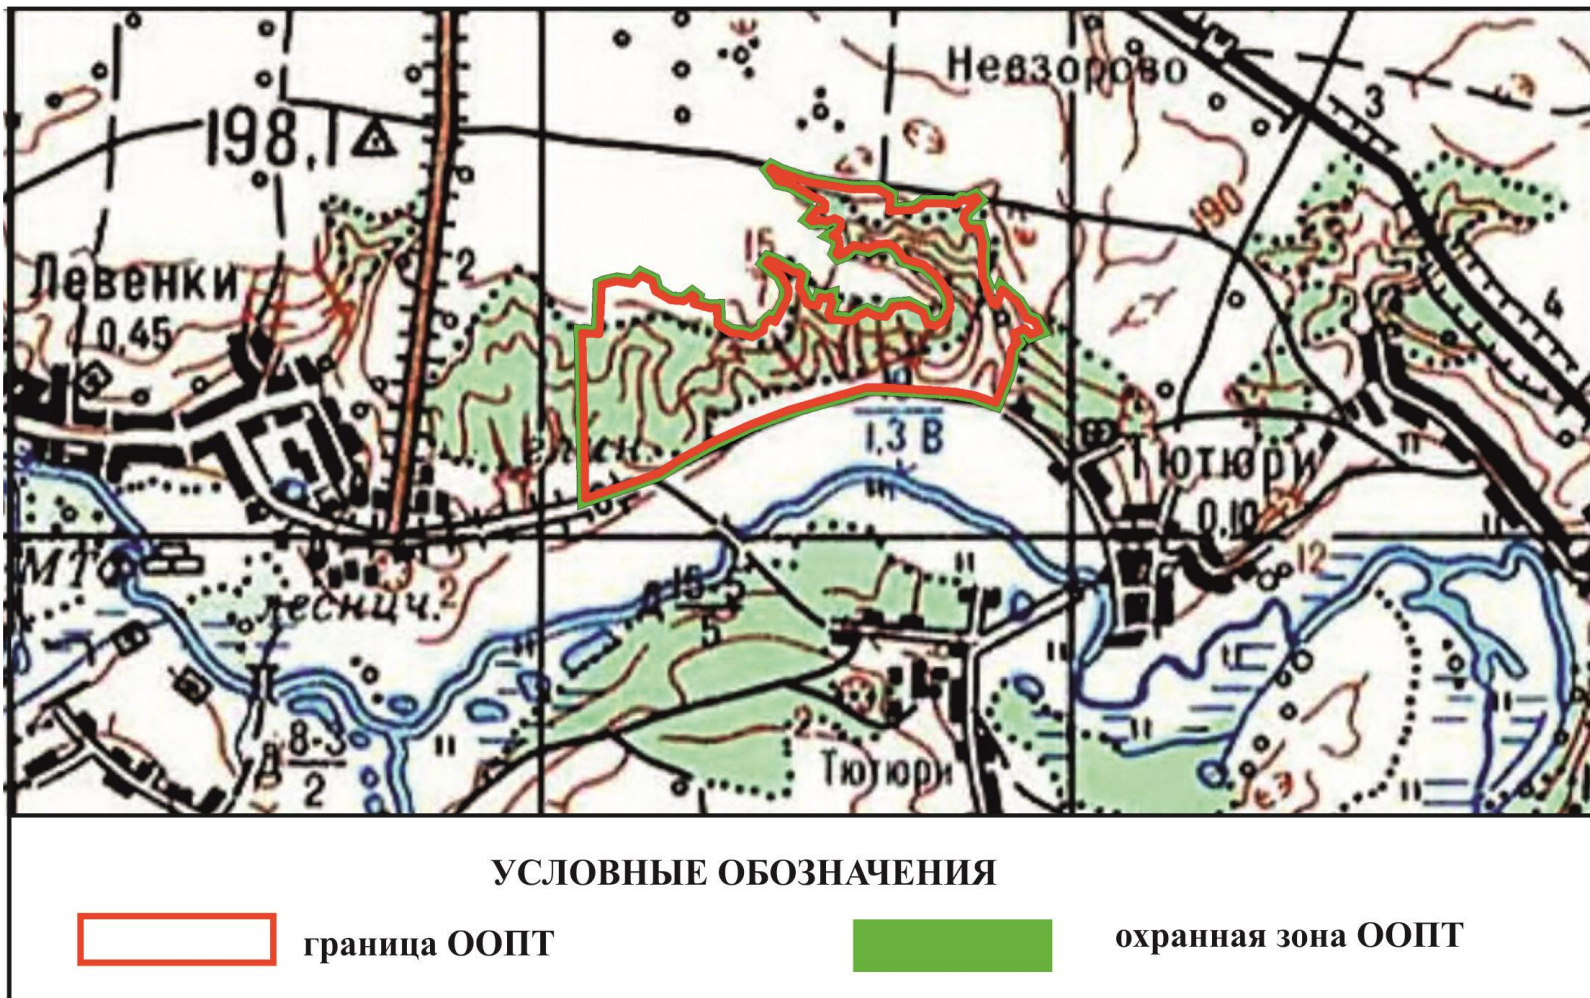 Невзорово
3
198,1
190
15
2
Левенки
0,45
4
1,3 В
Тютюри
0,10
МТФ
12
леснич.
2
Д 15-3
5
Д 8-3
2
2
Тютюри
УСЛОВНЫЕ ОБОЗНАЧЕНИЯ
граница ООПТ
охранная зона ООПТ